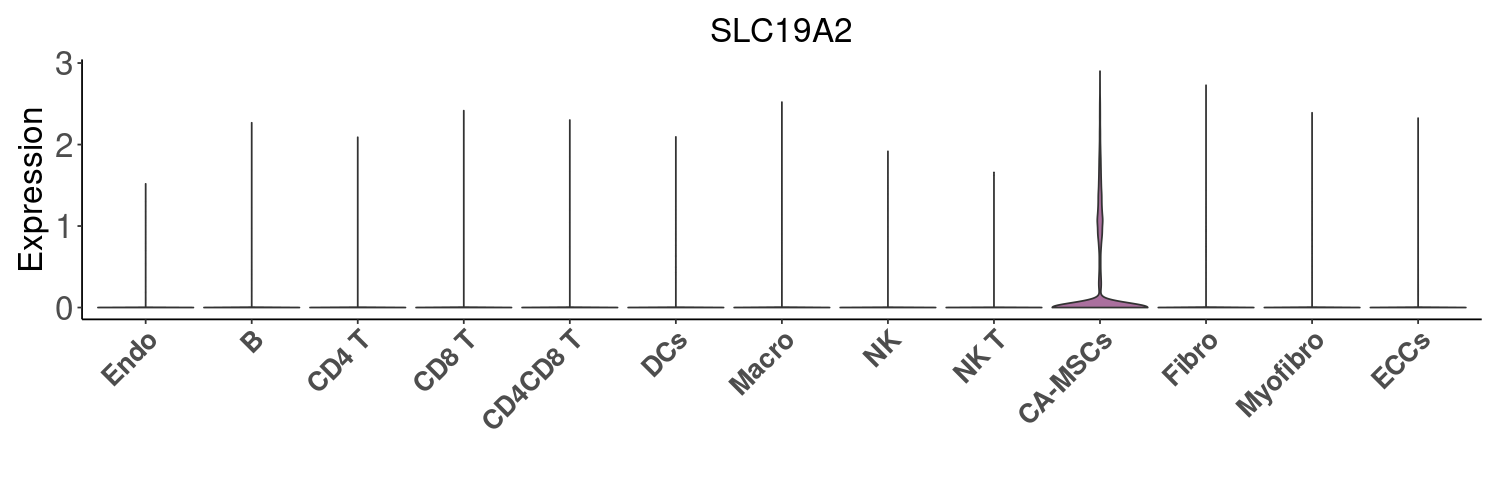 SLC19A2
Expression
3
2
1
0
Endo
B
CD4 T
CD8 T
CD4CD8 T
DCs
Macro
NK
NK T
CA-MSCs
Fibro
Myofibro
ECCs